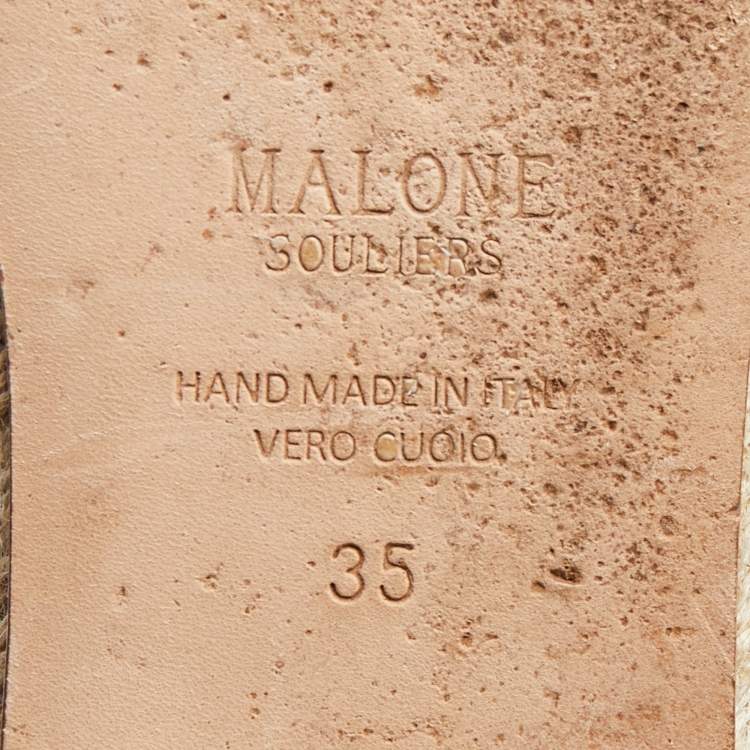 MALONE
SOULIERS
HAND MADE IN ITALY
VERO CUOIO
35